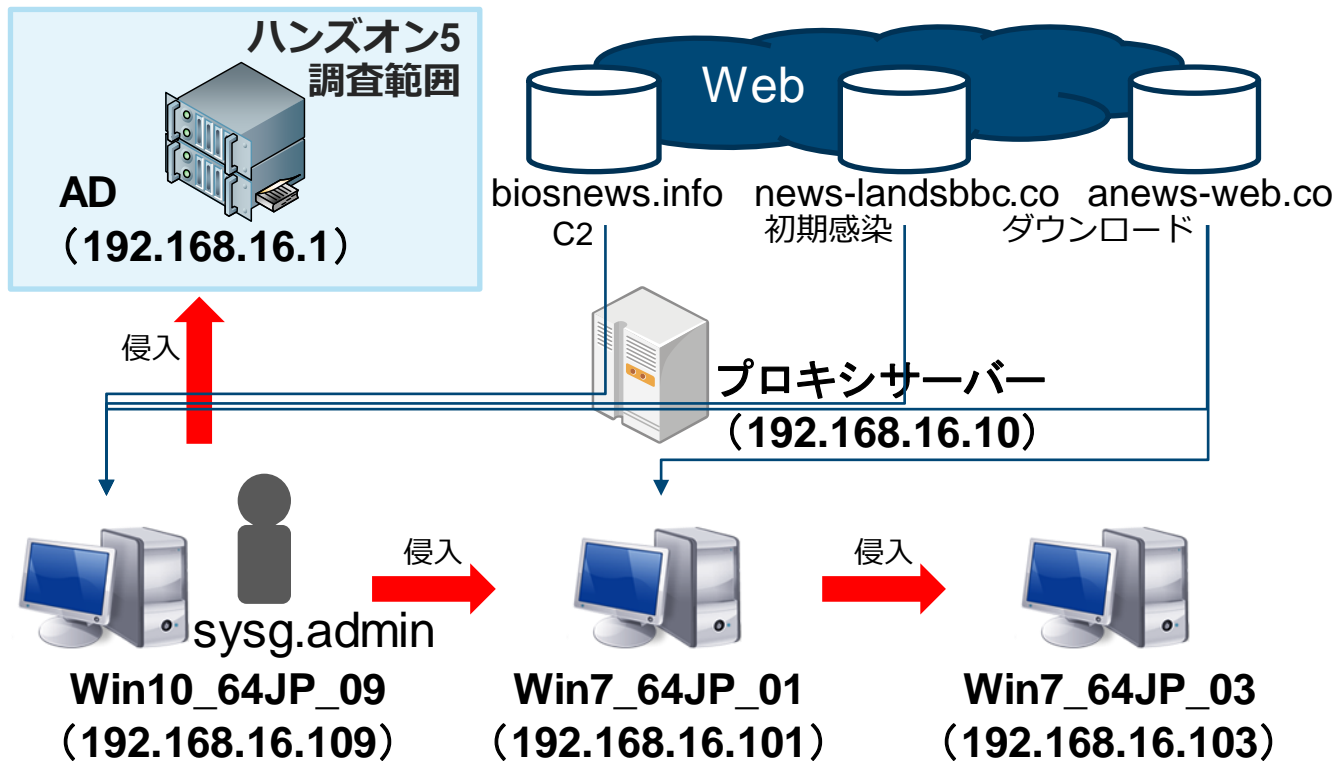 ハンズオン5
調査範囲
AD
（192.168.16.1）
Web
biosnews.info
C2
news-landsbbc.co
初期感染
anews-web.co
ダウンロード
侵入
プロキシサーバー
（192.168.16.10）
侵入
侵入
sysg.admin
Win10_64JP_09
（192.168.16.109）
Win7_64JP_01
（192.168.16.101）
Win7_64JP_03
（192.168.16.103）